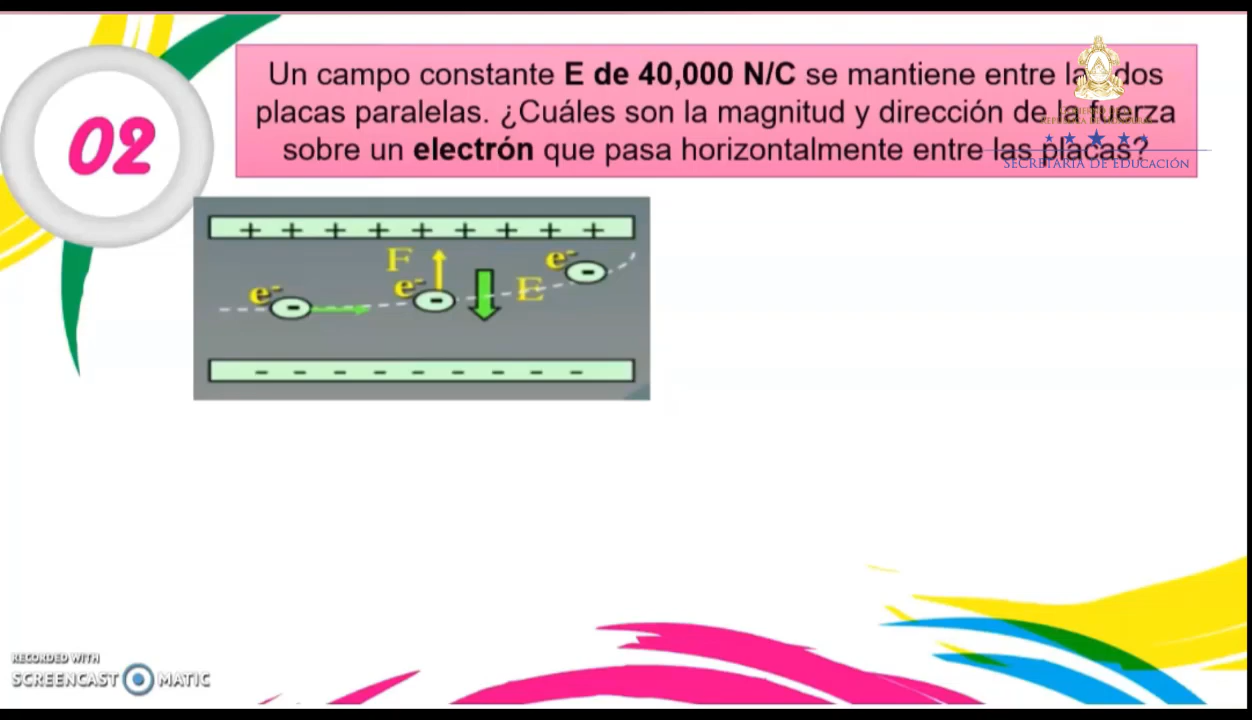 Un campo constante E de 40,000 N/C se mantiene entre las dos
placas paralelas. ¿Cuáles son la magnitud y dirección de la fuerza
sobre un electrón que pasa horizontalmente entre las placas?
02
SECRETARÍA DE EDUCACIÓN
+ + + + + + + + +
F
e-
e-
e-
E
- - - - - - - - -
RECORDED WITH
SCREENCAST MATIC